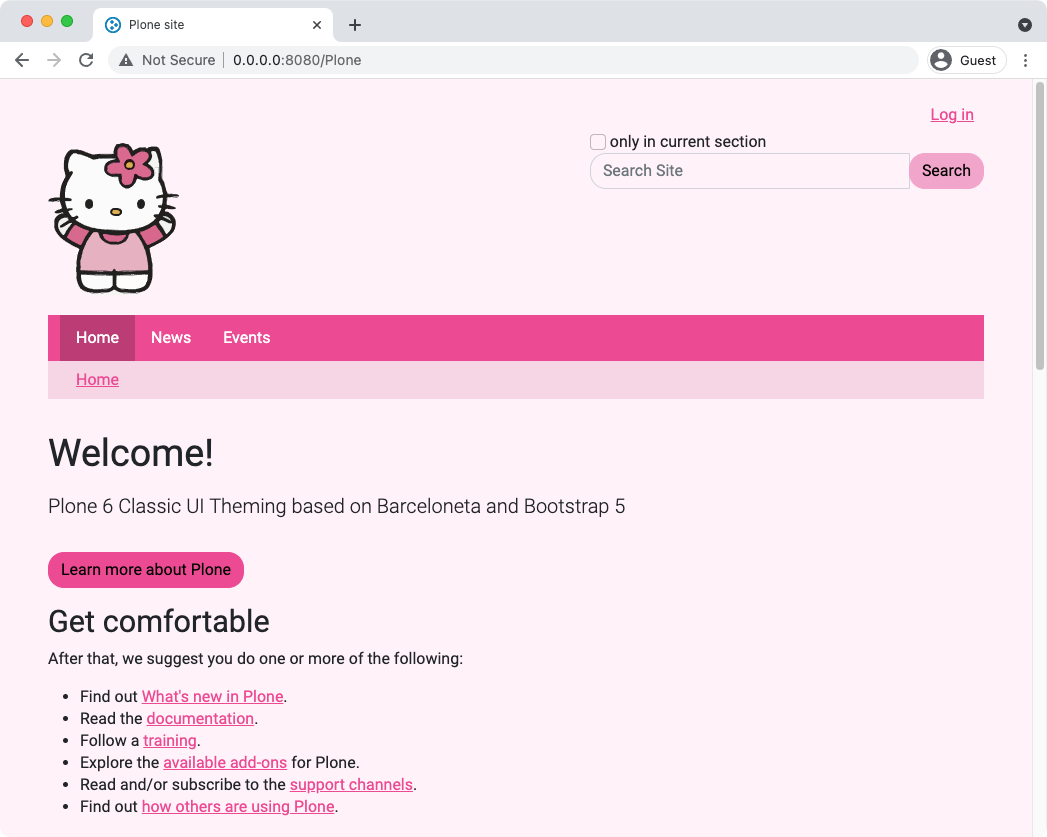 Plone site
Not Secure 0.0.0.0:8080/Plone
Guest
Log in
only in current section
Search Site
Search
Home News Events
Home
Welcome!
Plone 6 Classic UI Theming based on Barceloneta and Bootstrap 5
Learn more about Plone
Get comfortable
After that, we suggest you do one or more of the following:
• Find out What's new in Plone.
• Read the documentation.
• Follow a training.
• Explore the available add-ons for Plone.
• Read and/or subscribe to the support channels.
• Find out how others are using Plone.